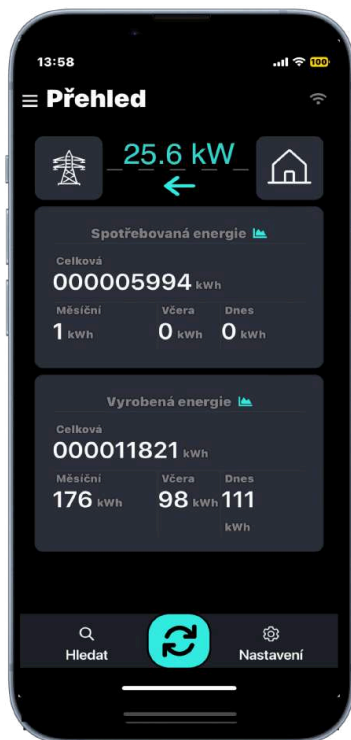 13:58 100
Přehled
25.6 kW
Spotřebovaná energie
Celková
000005994 kWh
Měsíční Včera Dnes
1 kWh 0 kWh 0 kWh
Vyrobená energie
Celková
000011821 kWh
Měsíční Včera Dnes
176 kWh 98 kWh 111
kWh
Hledat Nastavení